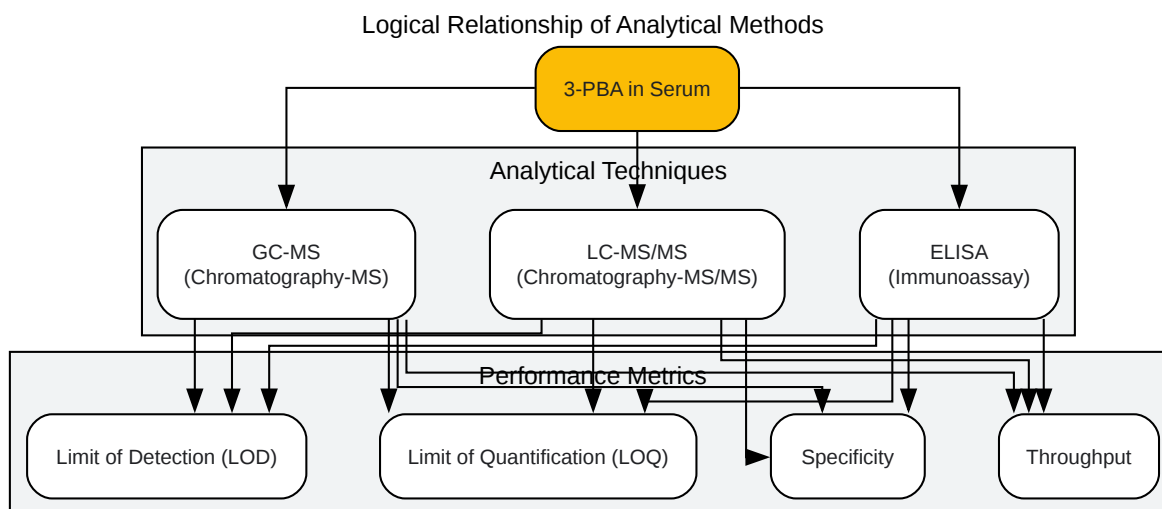 Logical Relationship of Analytical Methods
3-PBA in Serum
Analytical Techniques
GC-MS
(Chromatography-MS)
LC-MS/MS
(Chromatography-MS/MS)
ELISA
(Immunoassay)
Performance Metrics
Limit of Detection (LOD)
Limit of Quantification (LOQ)
Specificity
Throughput